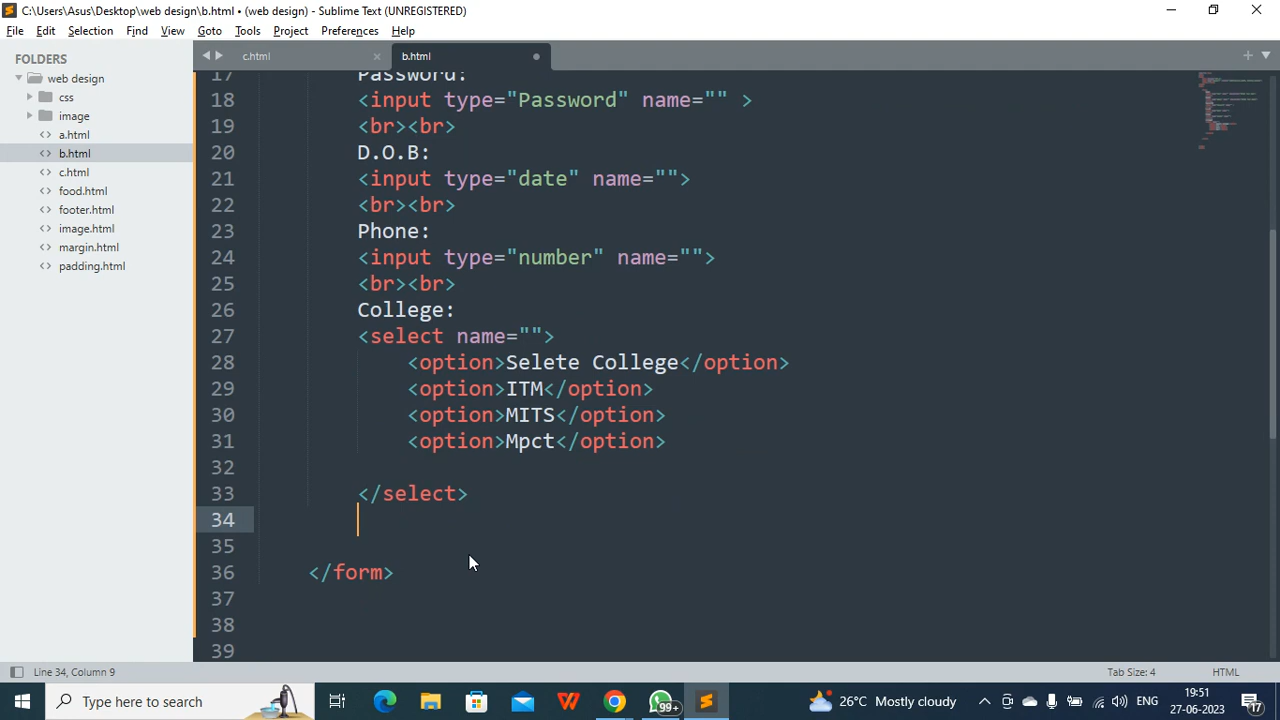 C:\Users\Asus\Desktop\web design\b.html • (web design) - Sublime Text (UNREGISTERED)
File Edit Selection Find View Goto Tools Project Preferences Help
FOLDERS
web design
css
image
a.html
b.html
c.html
food.html
footer.html
image.html
margin.html
padding.html
c.html
b.html
17 Password:
18 <input type="Password" name="" >
19 <br><br>
20 D.O.B:
21 <input type="date" name="">
22 <br><br>
23 Phone:
24 <input type="number" name="">
25 <br><br>
26 College:
27 <select name="">
28 <option>Selete College</option>
29 <option>ITM</option>
30 <option>MITS</option>
31 <option>Mpct</option>
32
33 </select>
34
35
36 </form>
37
38
39
Line 34, Column 9
Tab Size: 4
HTML
Type here to search
99+
26°C Mostly cloudy
ENG
19:51
27-06-2023
17